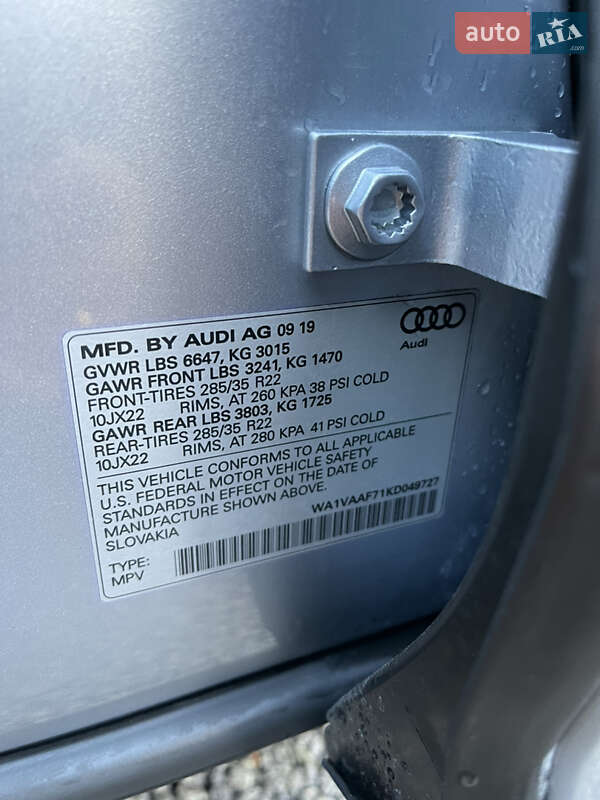 auto RIA.com
MFD. BY AUDI AG 09 19
GVWR LBS 6647, KG 3015
GAWR FRONT LBS 3241, KG 1470
FRONT-TIRES 285/35 R22
10JX22 RIMS, AT 260 KPA 38 PSI COLD
GAWR REAR LBS 3803, KG 1725
REAR-TIRES 285/35 R22
10JX22 RIMS, AT 280 KPA 41 PSI COLD
THIS VEHICLE CONFORMS TO ALL APPLICABLE
U.S. FEDERAL MOTOR VEHICLE SAFETY
STANDARDS IN EFFECT ON THE DATE OF
MANUFACTURE SHOWN ABOVE.
SLOVAKIA
WA1VAAF71KD049727
TYPE:
MPV
Audi